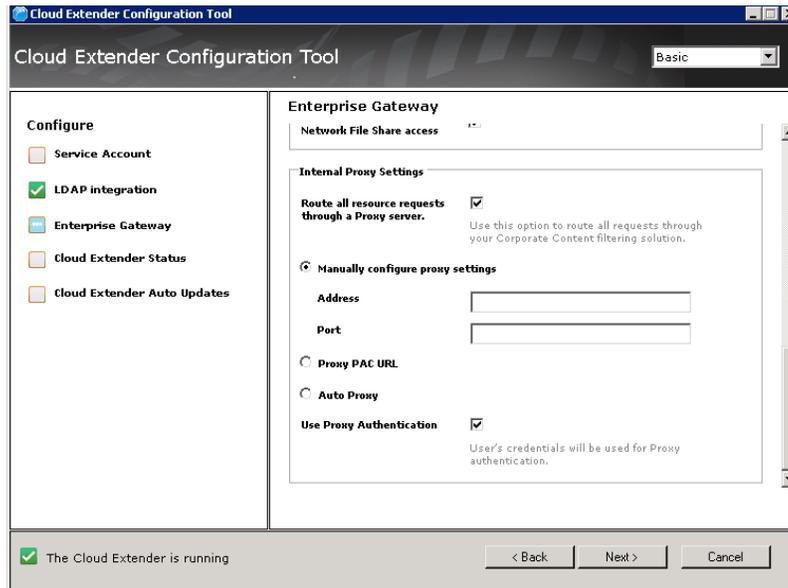 Cloud Extender Configuration Tool
Cloud Extender Configuration Tool
Basic
Configure
Service Account
LDAP integration
Enterprise Gateway
Cloud Extender Status
Cloud Extender Auto Updates
Enterprise Gateway
Network File Share access
Internal Proxy Settings
Route all resource requests
through a Proxy server.
Use this option to route all requests through
your Corporate Content filtering solution.
Manually configure proxy settings
Address
Port
Proxy PAC URL
Auto Proxy
Use Proxy Authentication
User's credentials will be used for Proxy
authentication.
The Cloud Extender is running
< Back
Next >
Cancel